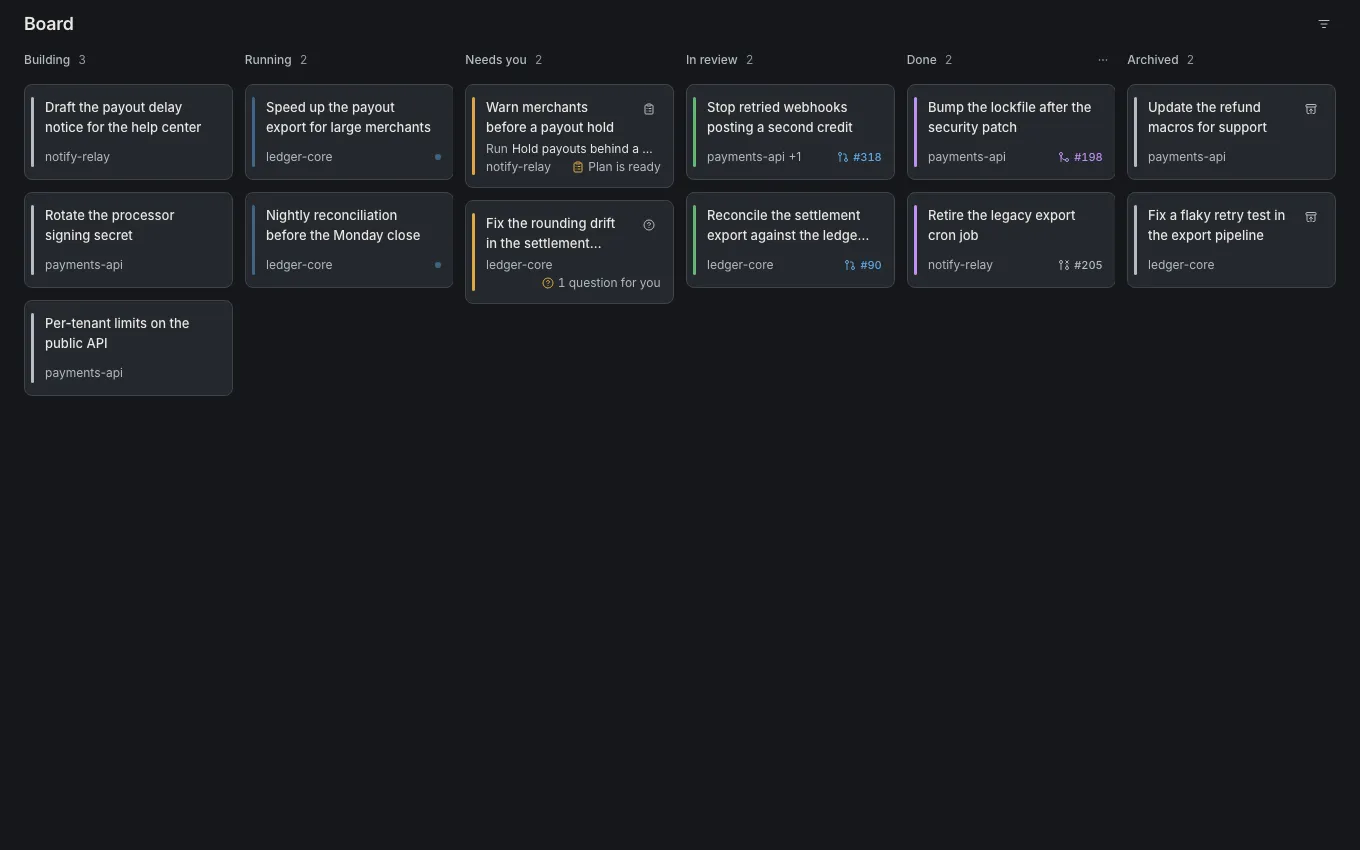 Board
Building 3
Draft the payout delay
notice for the help center
notify-relay
Rotate the processor
signing secret
payments-api
Per-tenant limits on the
public API
payments-api
Running 2
Speed up the payout
export for large merchants
ledger-core
Nightly reconciliation
before the Monday close
ledger-core
Needs you 2
Warn merchants
before a payout hold
Run Hold payouts behind a ...
notify-relay Plan is ready
Fix the rounding drift
in the settlement...
ledger-core
1 question for you
In review 2
Stop retried webhooks
posting a second credit
payments-api +1 #318
Reconcile the settlement
export against the ledge...
ledger-core #90
Done 2 ...
Bump the lockfile after the
security patch
payments-api #198
Retire the legacy export
cron job
notify-relay #205
Archived 2
Update the refund
macros for support
payments-api
Fix a flaky retry test in
the export pipeline
ledger-core